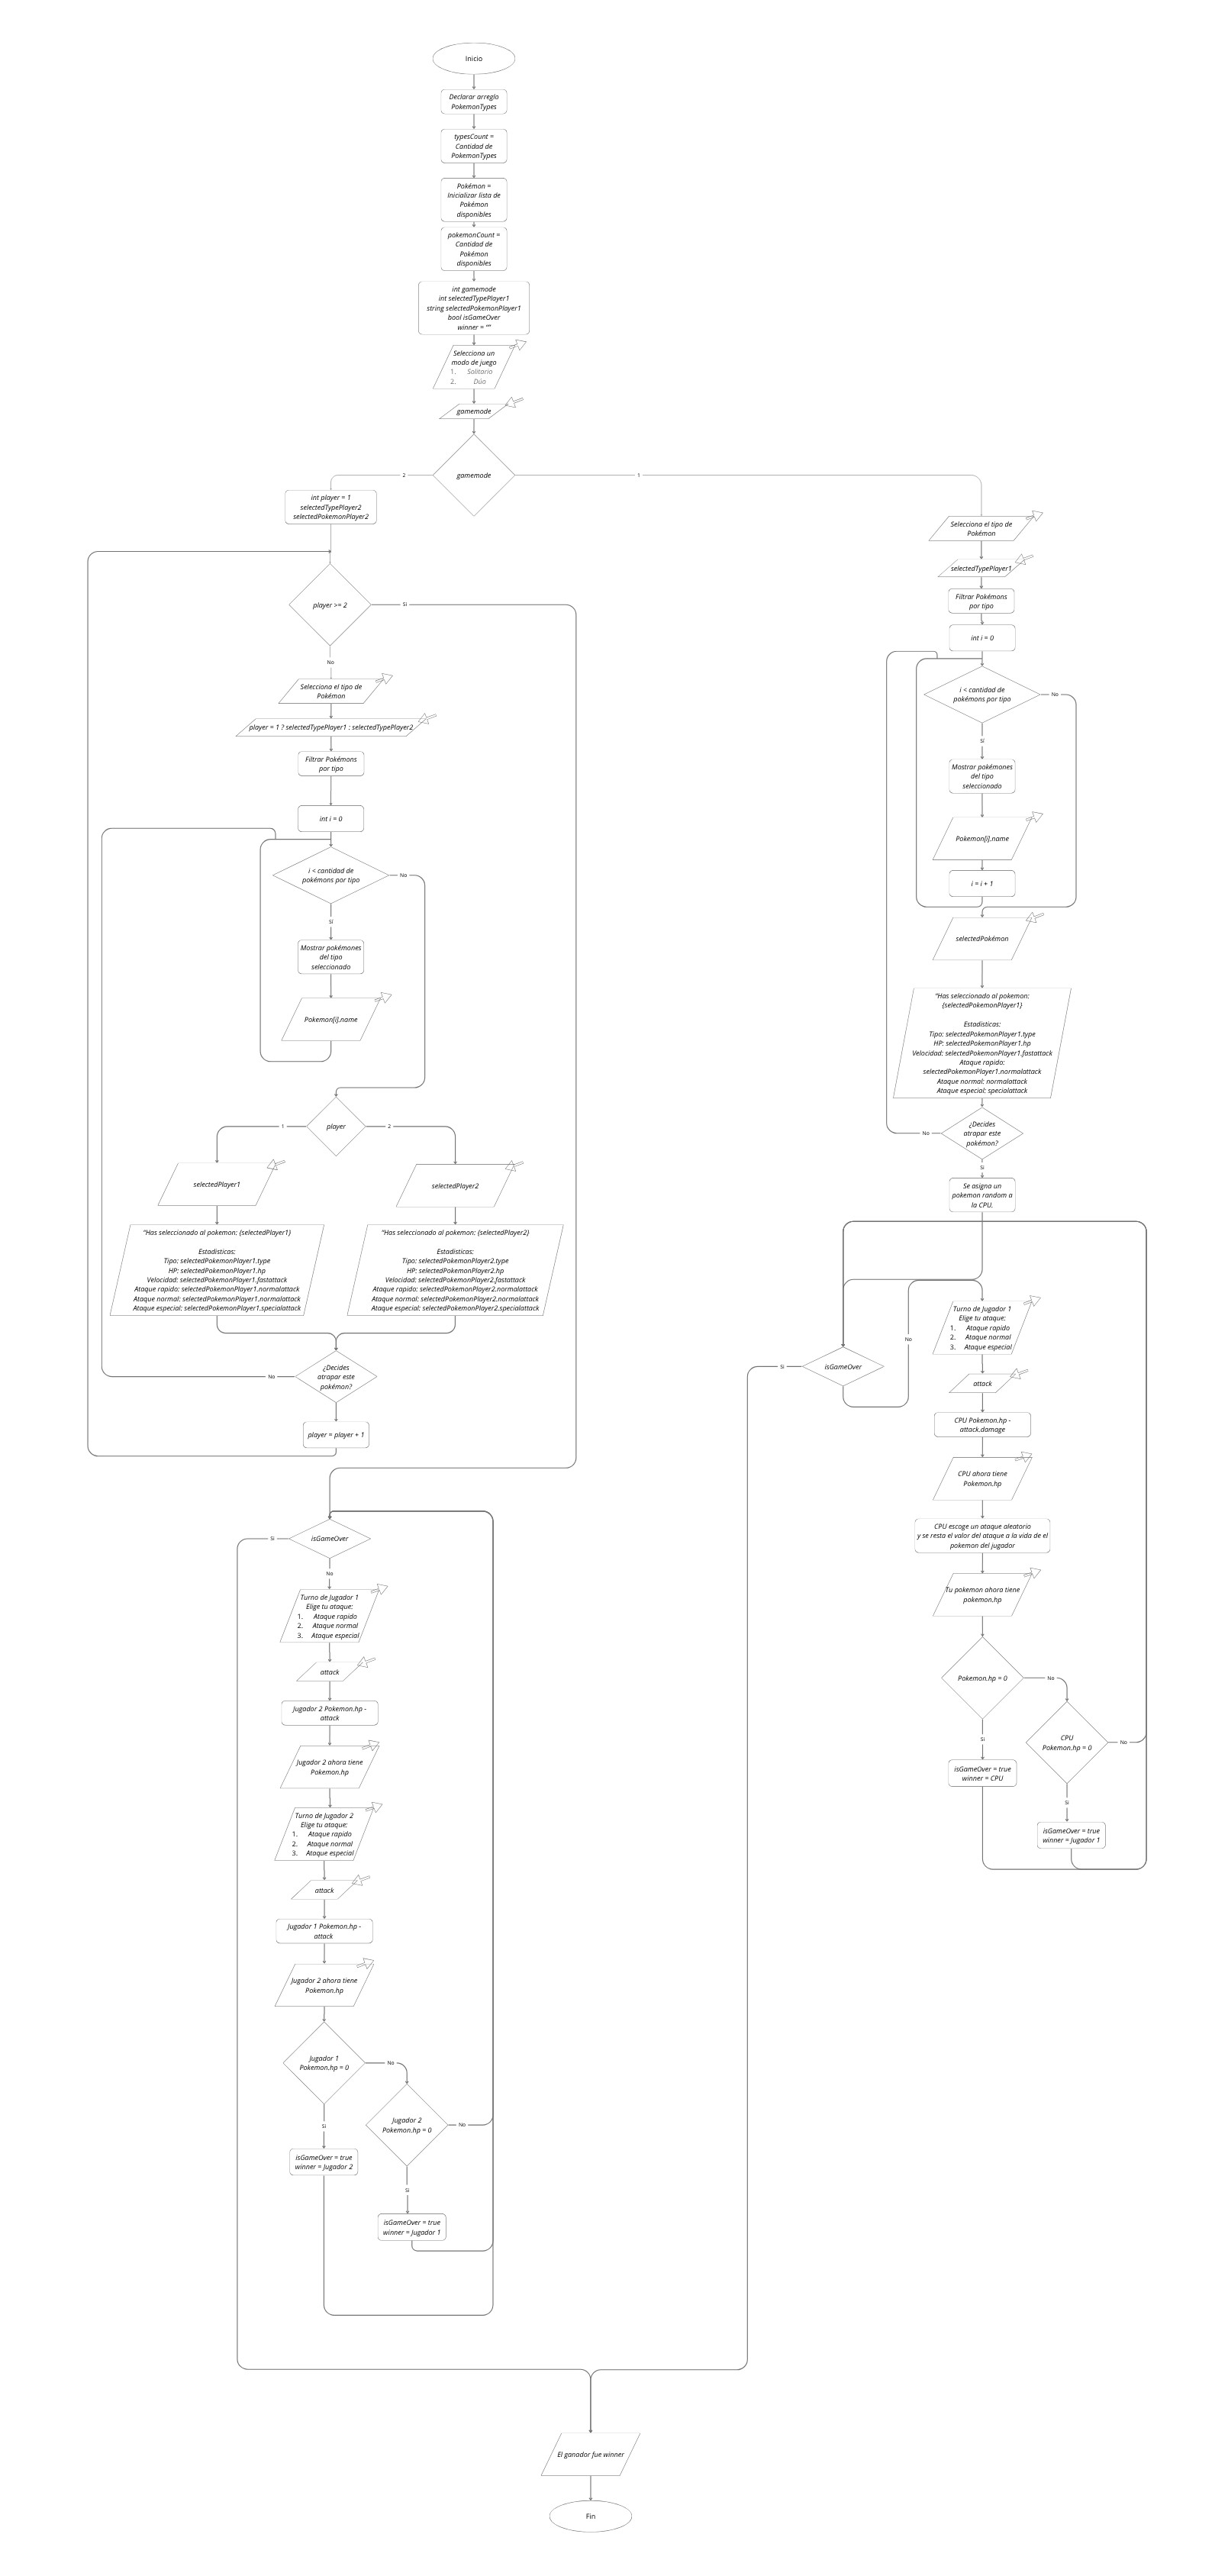 Inicio
Declarar arreglo
PokemonTypes
typesCount =
Cantidad de
PokemonTypes
Pokémon =
Inicializar lista de
Pokémon
disponibles
pokemonCount =
Cantidad de
Pokémon
disponibles
int gamemode
int selectedTypePlayer1
string selectedPokemonPlayer1
bool isGameOver
winner = ""
Selecciona un
modo de juego
1. Solitario
2. Dúo
gamemode
gamemode
2
1
int player = 1
selectedTypePlayer2
selectedPokemonPlayer2
player >= 2
Si
No
Selecciona el tipo de
Pokémon
player = 1 ? selectedTypePlayer1 : selectedTypePlayer2
Filtrar Pokémons
por tipo
int i = 0
i < cantidad de
pokémons por tipo
No
Sí
Mostrar pokémones
del tipo
seleccionado
Pokemon[i].name
player
1
2
selectedPlayer1
selectedPlayer2
"Has seleccionado al pokemon: {selectedPlayer1}
Estadisticas:
Tipo: selectedPokemonPlayer1.type
HP: selectedPokemonPlayer1.hp
Velocidad: selectedPokemonPlayer1.fastattack
Ataque rapido: selectedPokemonPlayer1.normalattack
Ataque normal: selectedPokemonPlayer1.normalattack
Ataque especial: selectedPokemonPlayer1.specialattack
"Has seleccionado al pokemon: {selectedPlayer2}
Estadisticas:
Tipo: selectedPokemonPlayer2.type
HP: selectedPokemonPlayer2.hp
Velocidad: selectedPokemonPlayer2.fastattack
Ataque rapido: selectedPokemonPlayer2.normalattack
Ataque normal: selectedPokemonPlayer2.normalattack
Ataque especial: selectedPokemonPlayer2.specialattack
¿Decides
atrapar este
pokémon?
No
player = player + 1
isGameOver
Si
No
Turno de Jugador 1
Elige tu ataque:
1. Ataque rapido
2. Ataque normal
3. Ataque especial
attack
Jugador 2 Pokemon.hp -
attack
Jugador 2 ahora tiene
Pokemon.hp
Turno de Jugador 2
Elige tu ataque:
1. Ataque rapido
2. Ataque normal
3. Ataque especial
attack
Jugador 1 Pokemon.hp -
attack
Jugador 2 ahora tiene
Pokemon.hp
Jugador 1
Pokemon.hp = 0
No
Si
Jugador 2
Pokemon.hp = 0
No
Si
isGameOver = true
winner = Jugador 2
isGameOver = true
winner = Jugador 1
Selecciona el tipo de
Pokémon
selectedTypePlayer1
Filtrar Pokémons
por tipo
int i = 0
i < cantidad de
pokémons por tipo
No
Sí
Mostrar pokémones
del tipo
seleccionado
Pokemon[i].name
i = i + 1
selectedPokémon
"Has seleccionado al pokemon:
{selectedPokemonPlayer1}
Estadisticas:
Tipo: selectedPokemonPlayer1.type
HP: selectedPokemonPlayer1.hp
Velocidad: selectedPokemonPlayer1.fastattack
Ataque rapido:
selectedPokemonPlayer1.normalattack
Ataque normal: normalattack
Ataque especial: specialattack
¿Decides
atrapar este
pokémon?
No
Si
Se asigna un
pokemon random a
la CPU.
isGameOver
Si
No
Turno de Jugador 1
Elige tu ataque:
1. Ataque rapido
2. Ataque normal
3. Ataque especial
attack
CPU Pokemon.hp -
attack.damage
CPU ahora tiene
Pokemon.hp
CPU escoge un ataque aleatorio
y se resta el valor del ataque a la vida de el
pokemon del jugador
Tu pokemon ahora tiene
pokemon.hp
Pokemon.hp = 0
No
Si
CPU
Pokemon.hp = 0
No
Si
isGameOver = true
winner = CPU
isGameOver = true
winner = Jugador 1
El ganador fue winner
Fin